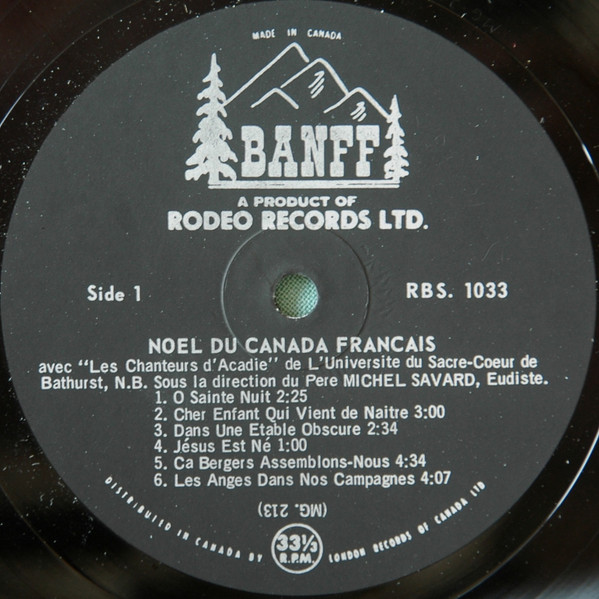 MADE IN CANADA
BANFF
A PRODUCT OF
RODEO RECORDS LTD.
Side 1
RBS. 1033
NOEL DU CANADA FRANCAIS
avec "Les Chanteurs d'Acadie" de L'Universite du Sacre-Coeur de
Bathurst, N.B. Sous la direction du Pere MICHEL SAVARD, Eudiste.
1. O Sainte Nuit 2:25
2. Cher Enfant Qui Vient de Naitre 3:00
3. Dans Une Etable Obscure 2:34
4. Jésus Est Né 1:00
5. Ca Bergers Assemblons-Nous 4:34
6. Les Anges Dans Nos Campagnes 4:07
(MG. 213)
33⅓
R.P.M.
DISTRIBUTED IN CANADA BY LONDON RECORDS OF CANADA LTD